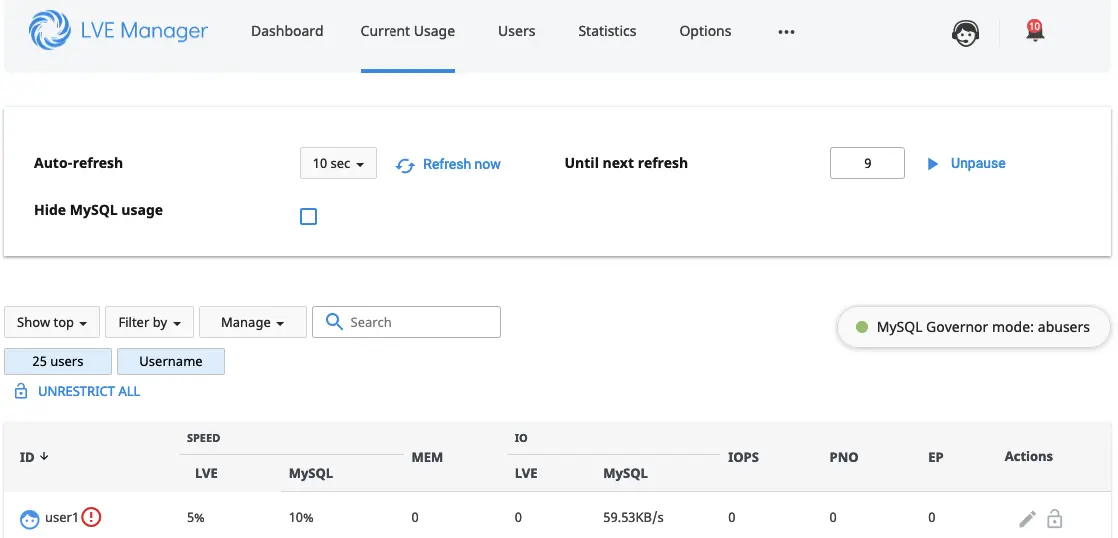 LVE Manager Dashboard Current Usage Users Statistics Options ••• 10
Auto-refresh 10 sec Refresh now Until next refresh 9 Unpause
Hide MySQL usage
Show top Filter by Manage Search MySQL Governor mode: abusers
25 users Username
UNRESTRICT ALL
SPEED IO
ID MEM IOPS PNO EP Actions
LVE MySQL LVE MySQL
user1 5% 10% 0 0 59.53KB/s 0 0 0